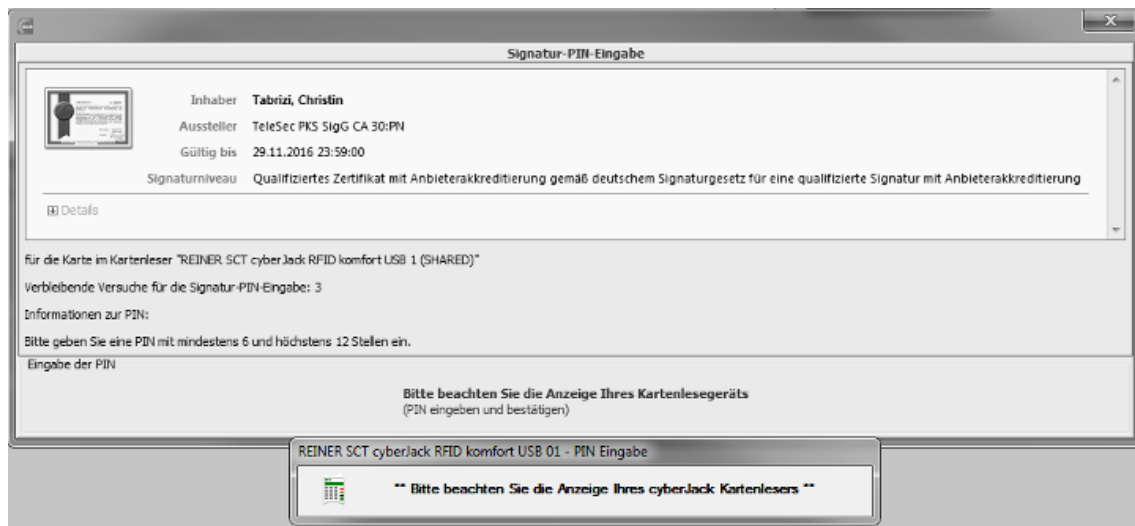 Signatur-PIN-Eingabe
Inhaber Tabrizi, Christin
Aussteller TeleSec PKS SigG CA 30:PN
Gültig bis 29.11.2016 23:59:00
Signaturniveau Qualifiziertes Zertifikat mit Anbieterakkreditierung gemäß deutschem Signaturgesetz für eine qualifizierte Signatur mit Anbieterakkreditierung
Details
für die Karte im Kartenleser "REINER SCT cyberJack RFID komfort USB 1 (SHARED)"
Verbleibende Versuche für die Signatur-PIN-Eingabe: 3
Informationen zur PIN:
Bitte geben Sie eine PIN mit mindestens 6 und höchstens 12 Stellen ein.
Eingabe der PIN
Bitte beachten Sie die Anzeige Ihres Kartenlesegeräts
(PIN eingeben und bestätigen)
REINER SCT cyberJack RFID komfort USB 01 - PIN Eingabe
** Bitte beachten Sie die Anzeige Ihres cyberJack Kartenlesers **